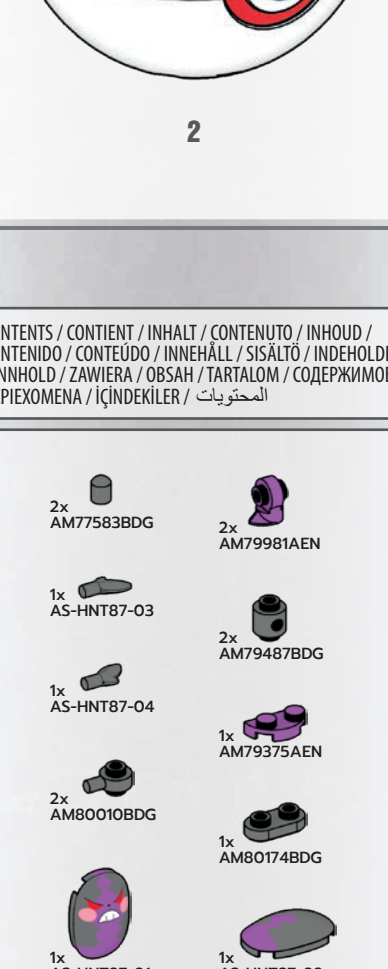 2
NTENTS / CONTIENT / INHALT / CONTENUTO / INHOUD /
NTENIDO / CONTEÚDO / INNEHÅLL / SISÄLTÖ / INDEHOLDE
NNHOLD / ZAWIERA / OBSAH / TARTALOM / СОДЕРЖИМОЕ
PIEXOMENA / İÇİNDEKİLER / المحتويات
2x
AM77583BDG
1x
AS-HNT87-03
1x
AS-HNT87-04
2x
AM80010BDG
1x
2x
AM79981AEN
2x
AM79487BDG
1x
AM79375AEN
1x
AM80174BDG
1x